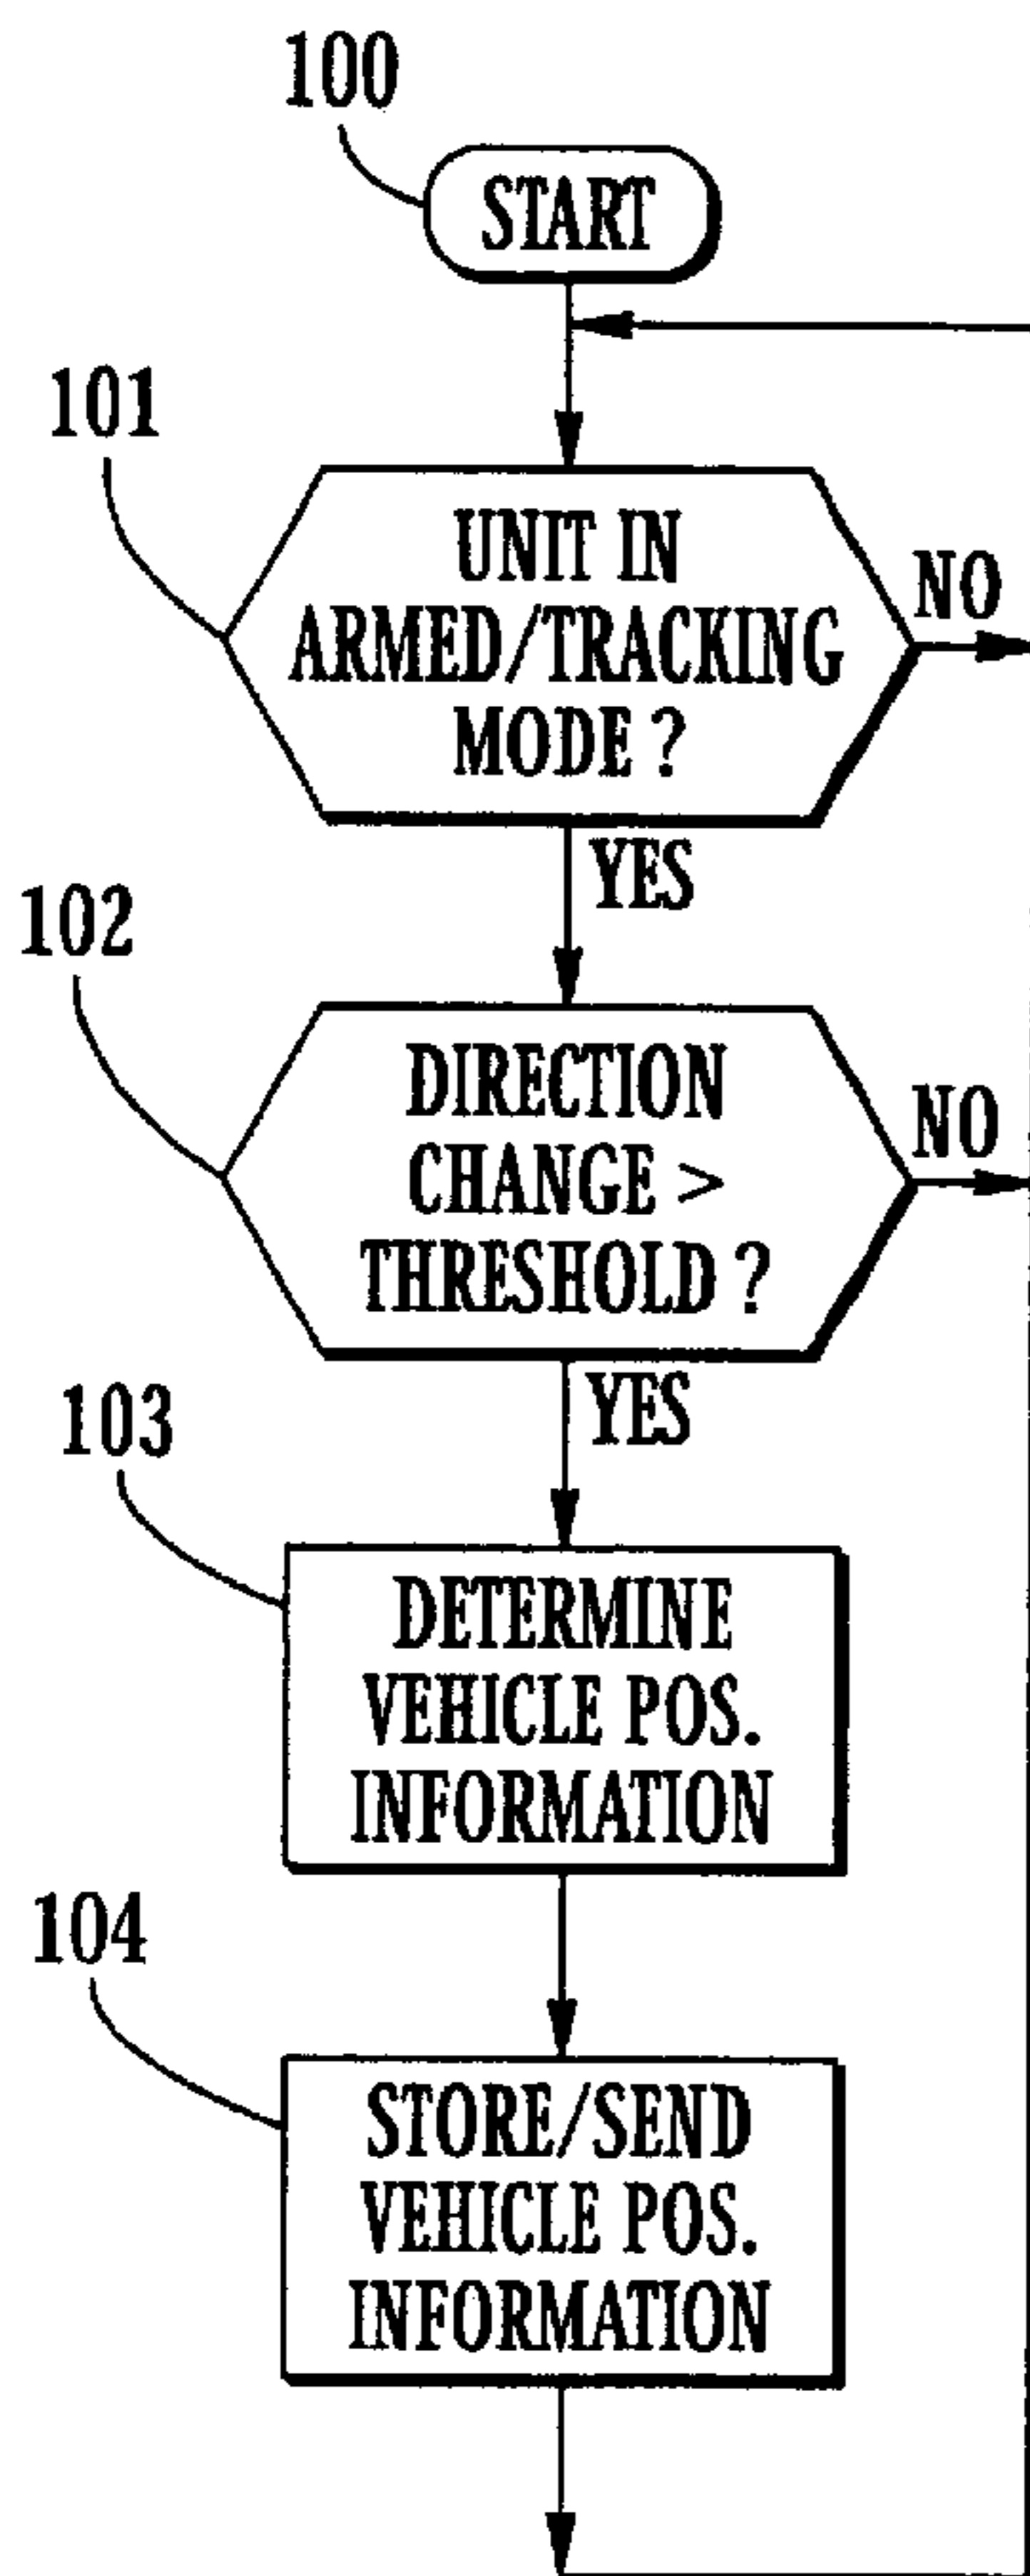 100
START
101
UNIT IN
ARMED/TRACKING
MODE ?
NO
YES
102
DIRECTION
CHANGE >
THRESHOLD ?
NO
YES
103
DETERMINE
VEHICLE POS.
INFORMATION
104
STORE/SEND
VEHICLE POS.
INFORMATION